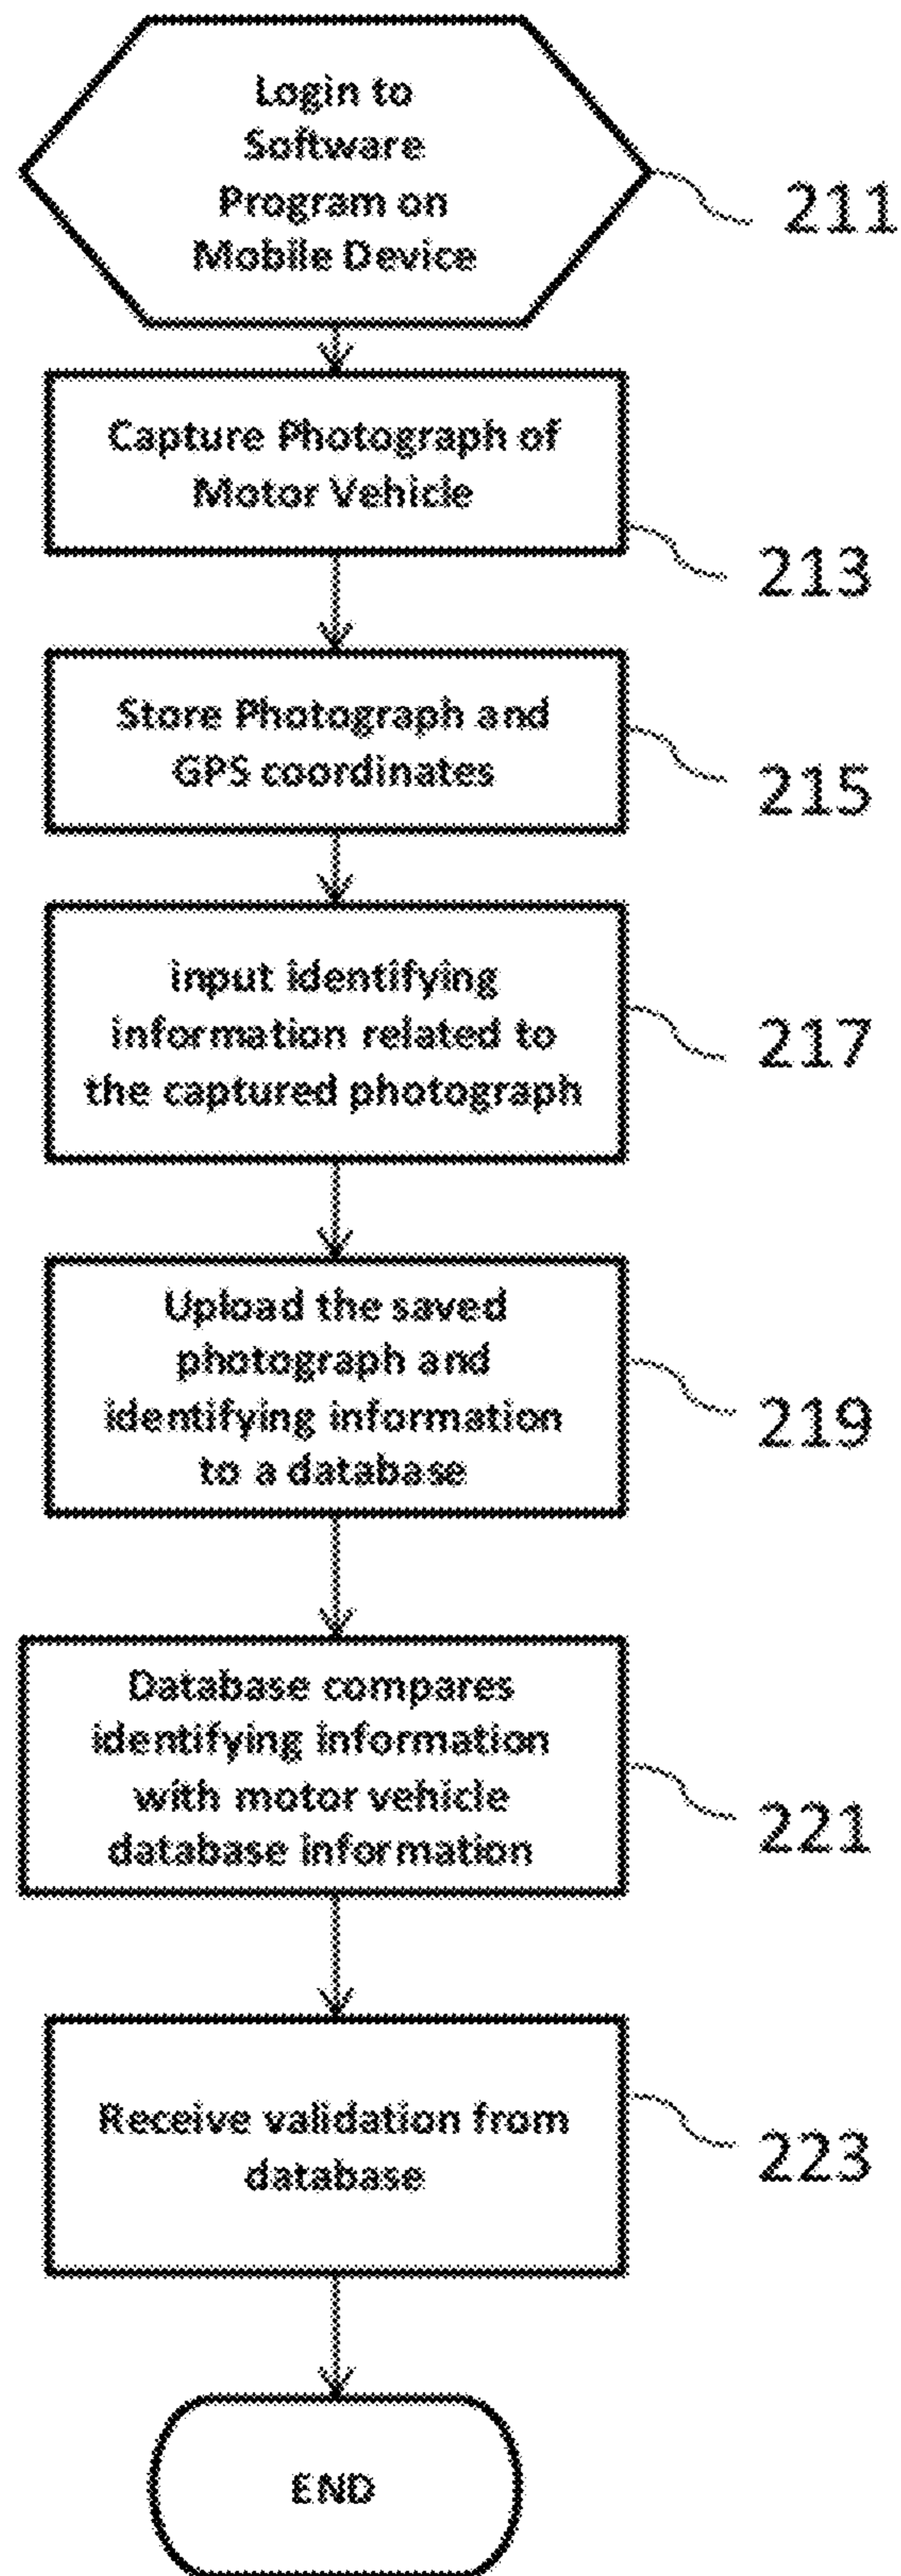 Login to
Software
Program on
Mobile Device
211
Capture Photograph of
Motor Vehicle
213
Store Photograph and
GPS coordinates
215
input identifying
information related to
the captured photograph
217
Upload the saved
photograph and
identifying information
to a database
219
Database compares
identifying information
with motor vehicle
database information
221
Receive validation from
database
223
END